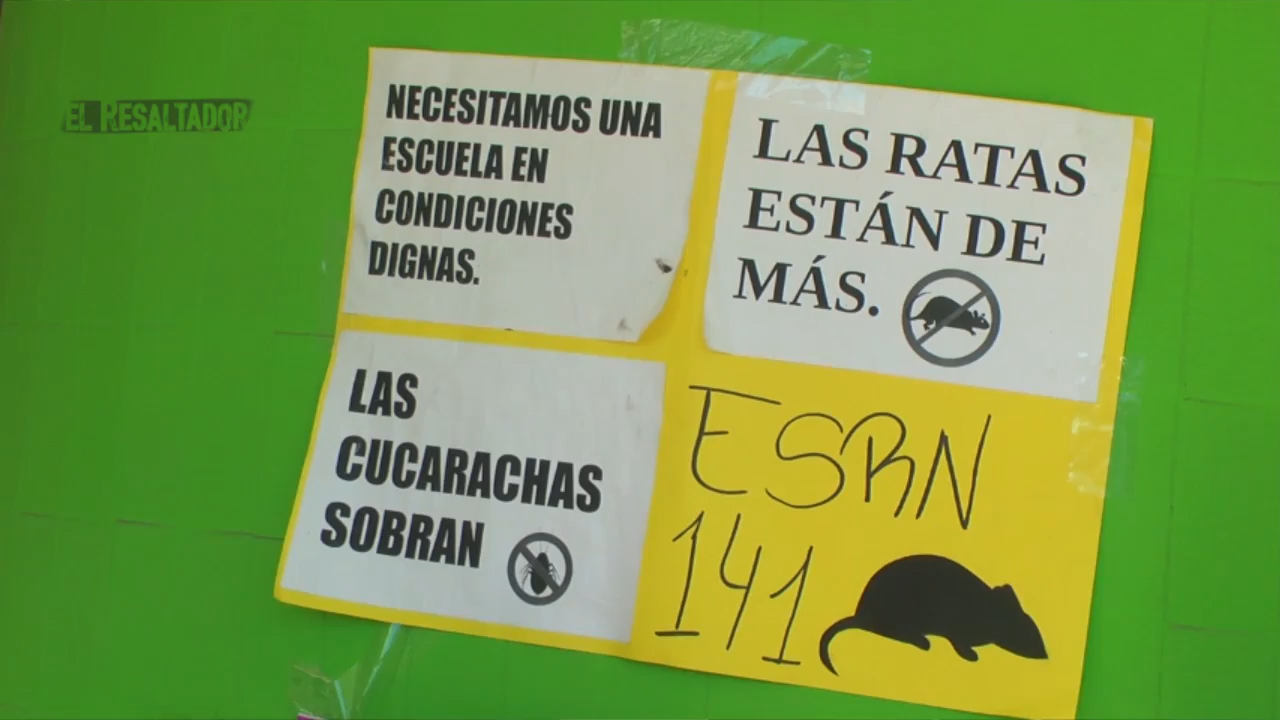 EL RESALTADOR
NECESITAMOS UNA
ESCUELA EN
CONDICIONES
DIGNAS.
LAS RATAS
ESTÁN DE
MÁS.
LAS
CUCARACHAS
SOBRAN
ESRN
141